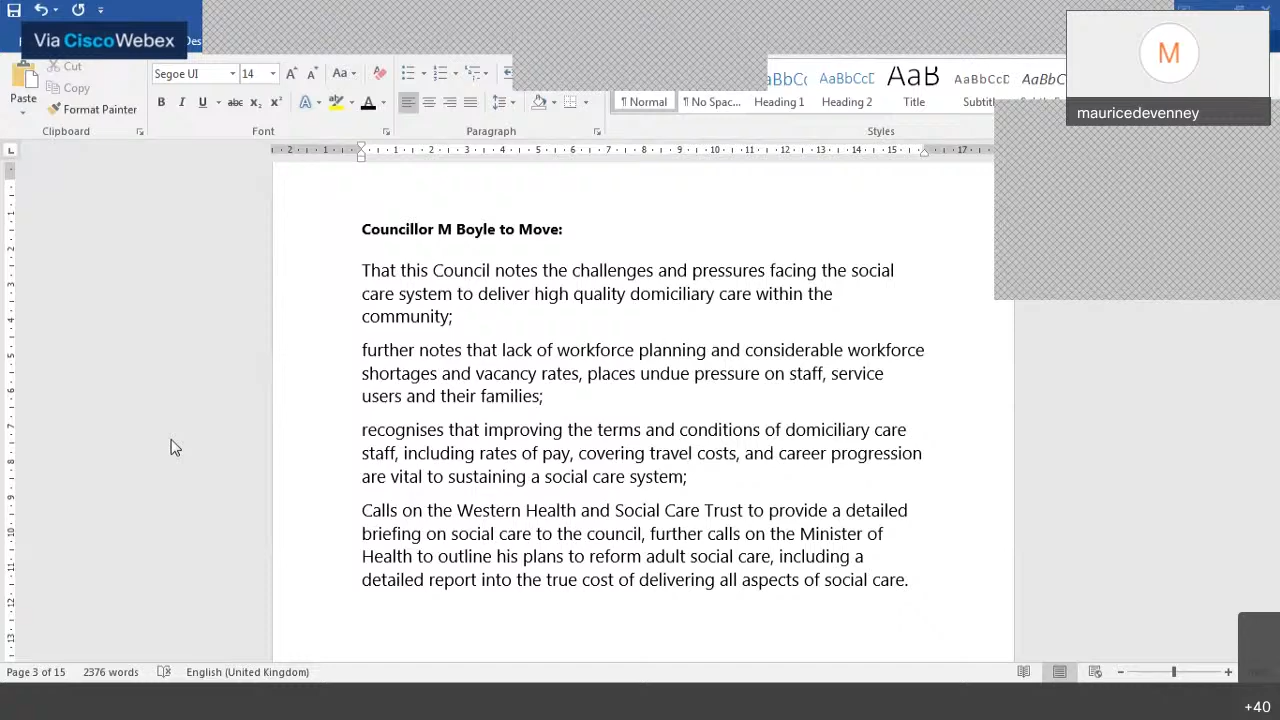 Via CiscoWebex
Des
Cut
Copy
Paste
Format Painter
Clipboard
Segoe UI
14
Font
Paragraph
¶ Normal
¶ No Spac...
AaBbCcD
Heading 1
Heading 2
Title
Styles
M
mauricedevenney
Councillor M Boyle to Move:
That this Council notes the challenges and pressures facing the social
care system to deliver high quality domiciliary care within the
community;
further notes that lack of workforce planning and considerable workforce
shortages and vacancy rates, places undue pressure on staff, service
users and their families;
recognises that improving the terms and conditions of domiciliary care
staff, including rates of pay, covering travel costs, and career progression
are vital to sustaining a social care system;
Calls on the Western Health and Social Care Trust to provide a detailed
briefing on social care to the council, further calls on the Minister of
Health to outline his plans to reform adult social care, including a
detailed report into the true cost of delivering all aspects of social care.
Page 3 of 15
2376 words
English (United Kingdom)
+40